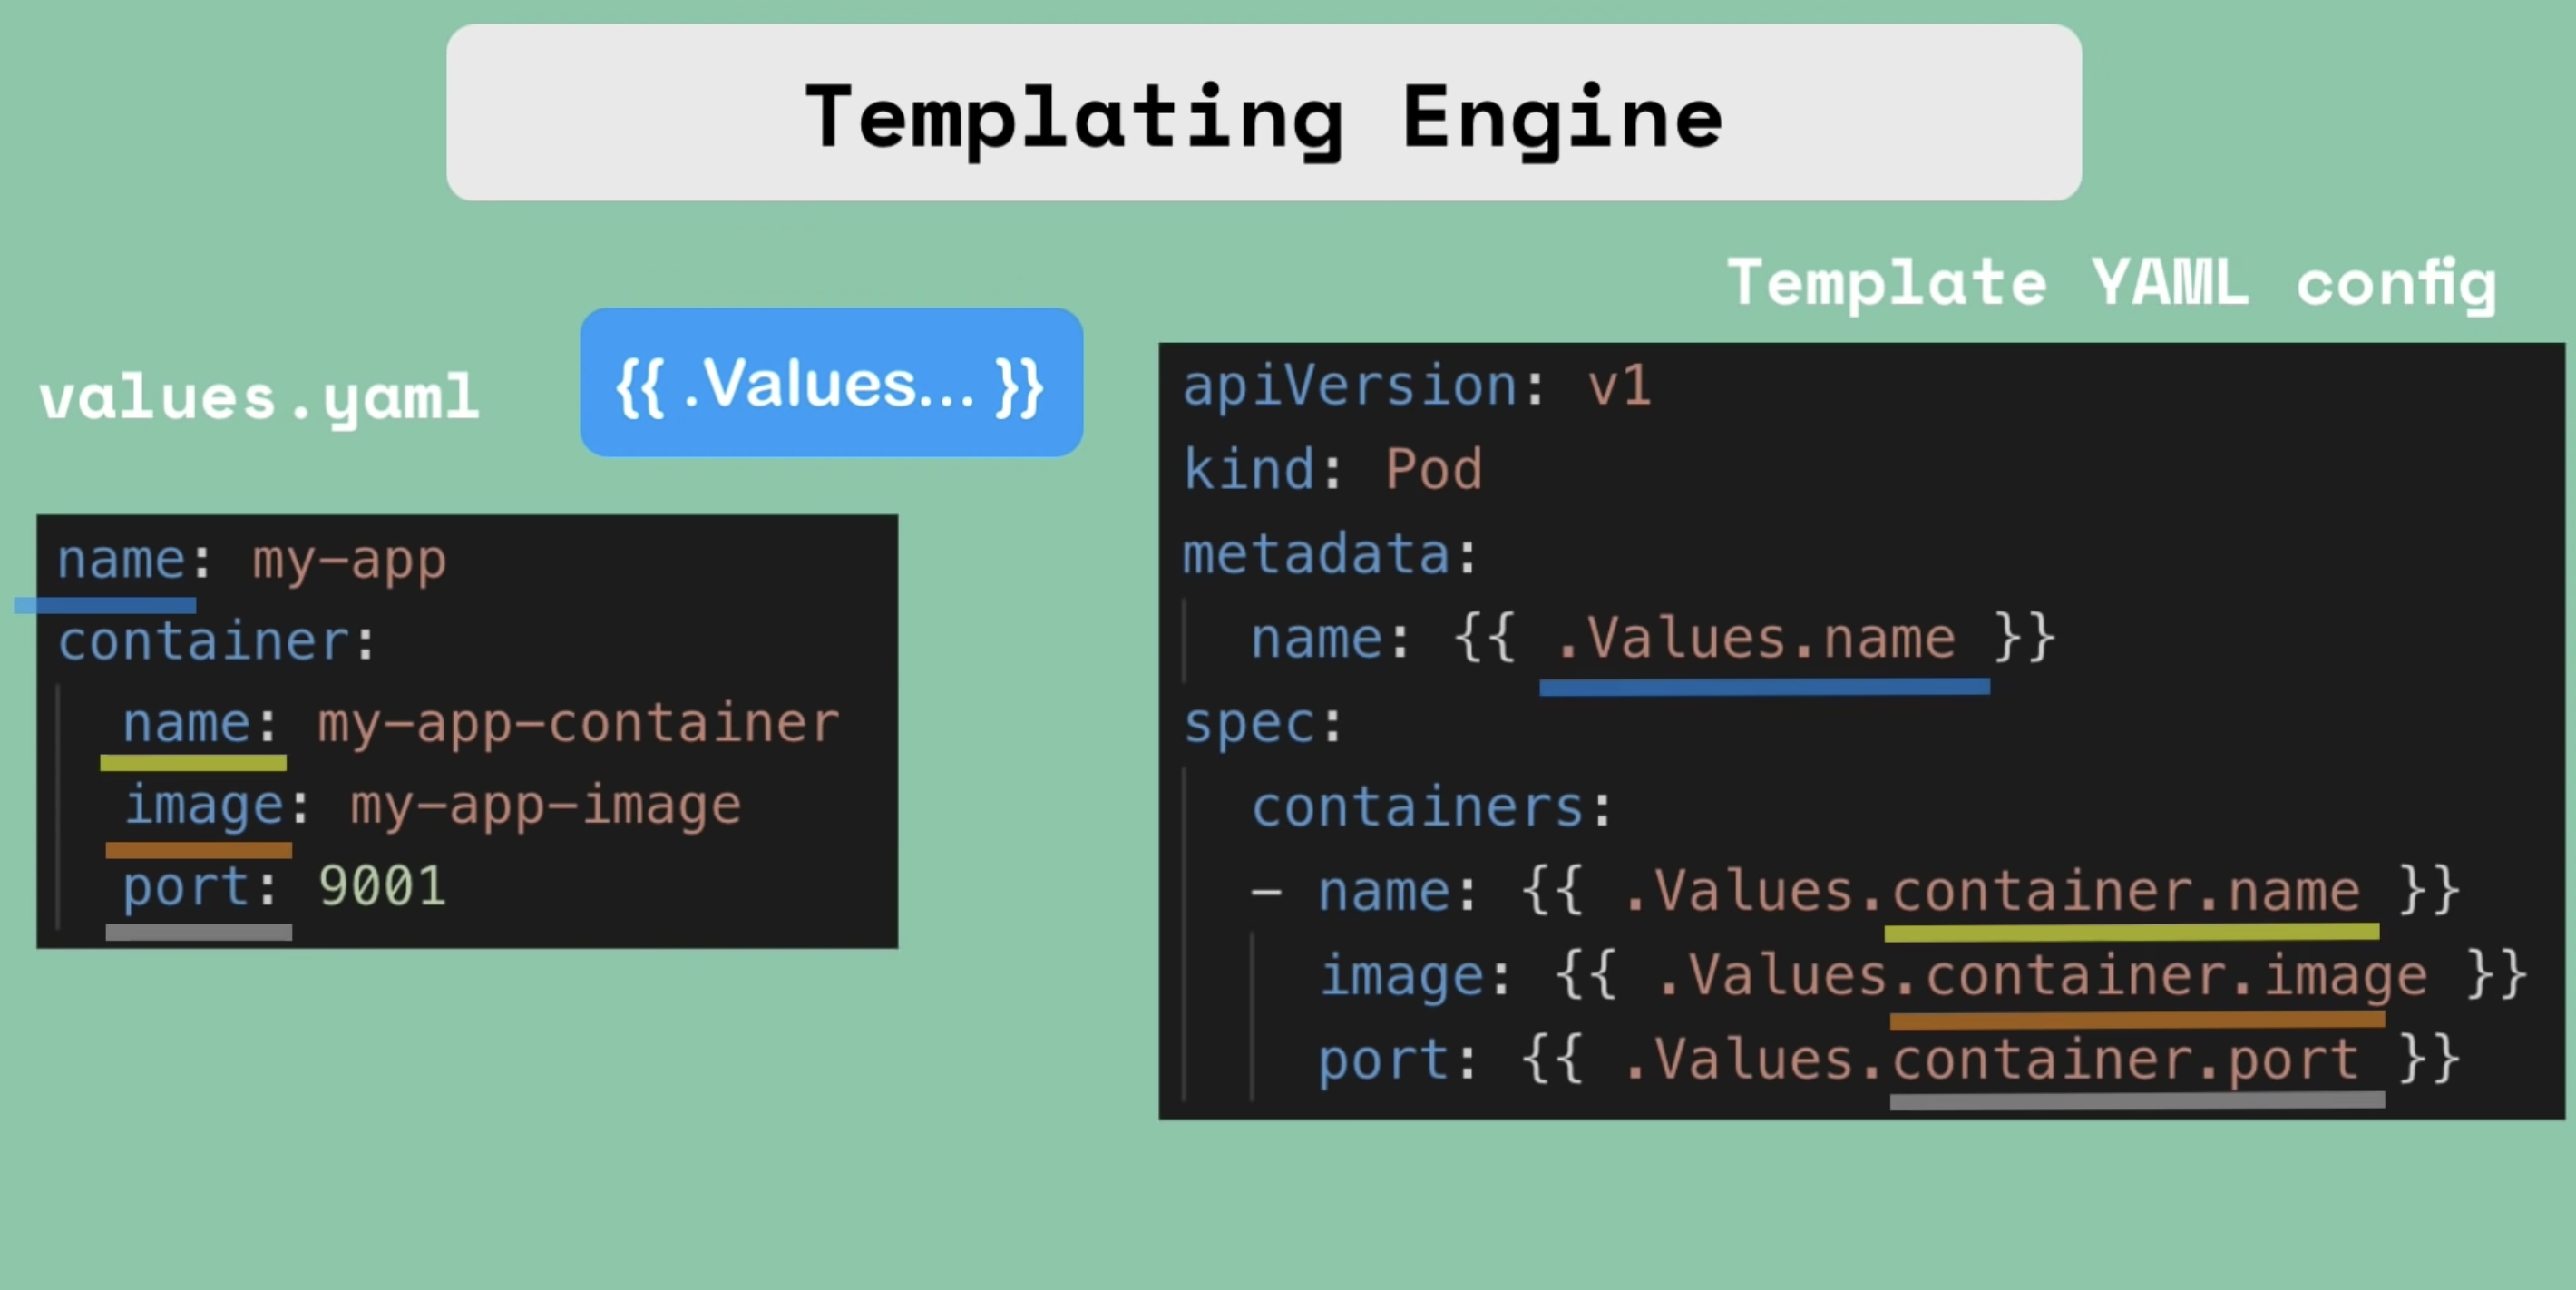 Templating Engine
values.yaml
{{ .Values... }}
name: my-app
container:
name: my-app-container
image: my-app-image
port: 9001
Template YAML config
apiVersion: v1
kind: Pod
metadata:
name: {{ .Values.name }}
spec:
containers:
- name: {{ .Values.container.name }}
image: {{ .Values.container.image }}
port: {{ .Values.container.port }}